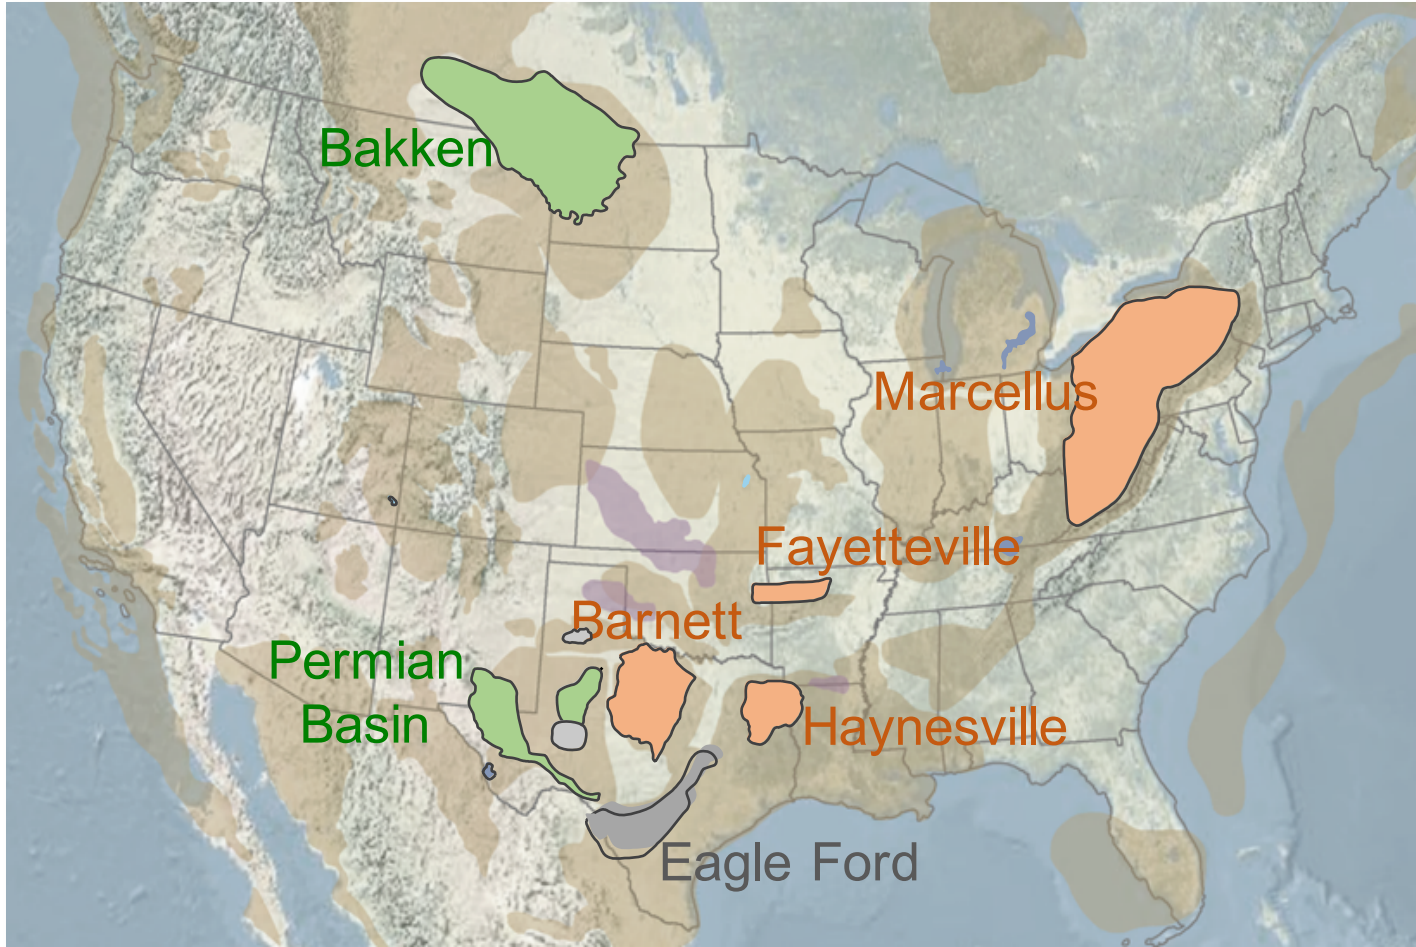 Bakken
Marcellus
Fayetteville
Barnett
Permian
Basin
Haynesville
Eagle Ford